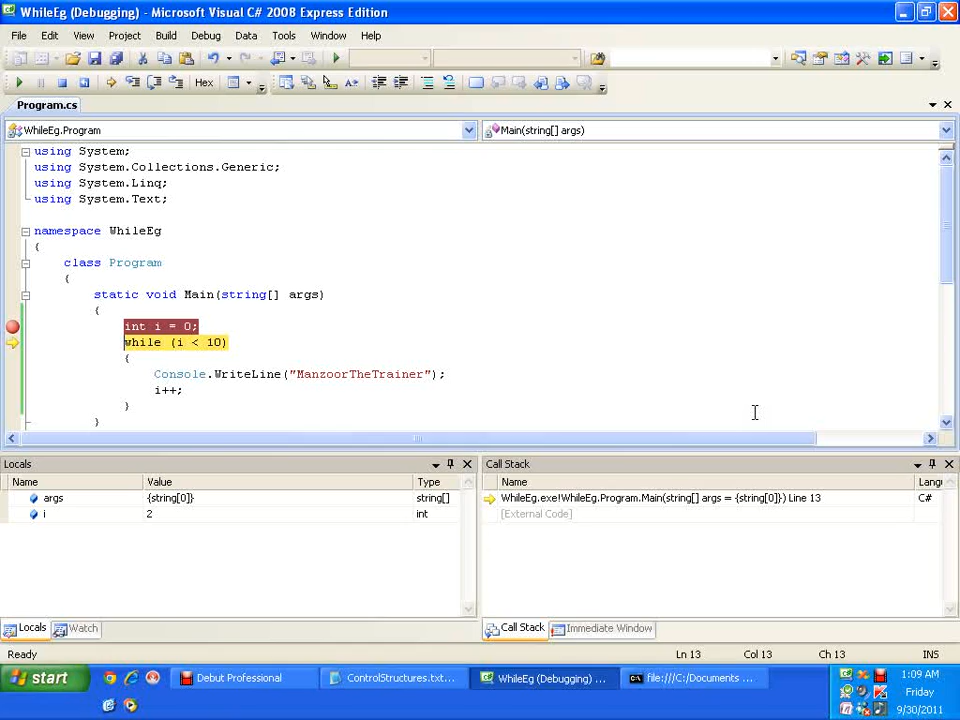 WhileEg (Debugging) - Microsoft Visual C# 2008 Express Edition
File Edit View Project Build Debug Data Tools Window Help
Hex
Program.cs
WhileEg.Program Main(string[] args)
using System;
using System.Collections.Generic;
using System.Linq;
using System.Text;
namespace WhileEg
{
class Program
{
static void Main(string[] args)
{
int i = 0;
while (i < 10)
{
Console.WriteLine("ManzoorTheTrainer");
i++;
}
}
Locals Call Stack
Name Value Type Name
args {string[0]} string[] WhileEg.exe!WhileEg.Program.Main(string[] args = {string[0]}) Line 13 C#
i 2 int [External Code]
Locals Watch Call Stack Immediate Window
Ready Ln 13 Col 13 Ch 13 INS
start Debut Professional ControlStructures.txt... WhileEg (Debugging) ... file:///C:/Documents ...
1:09 AM
Friday
9/30/2011